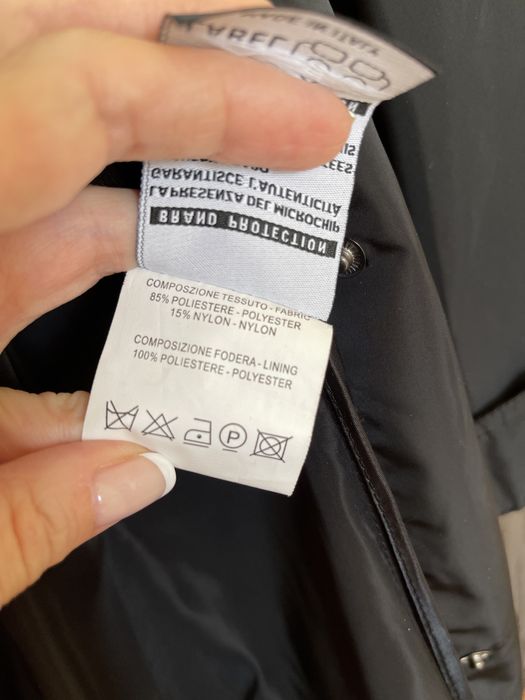 MADE IN ITALY
BRAND PROTECTION
LA PRESENZA DEL MICROCHIP
GARANTISCE L'AUTENTICITÀ
COMPOSZIONE TESSUTO- FABRIC
85% POLIESTERE - POLYESTER
15% NYLON - NYLON
COMPOSIZIONE FODERA - LINING
100% POLIESTERE - POLYESTER
P